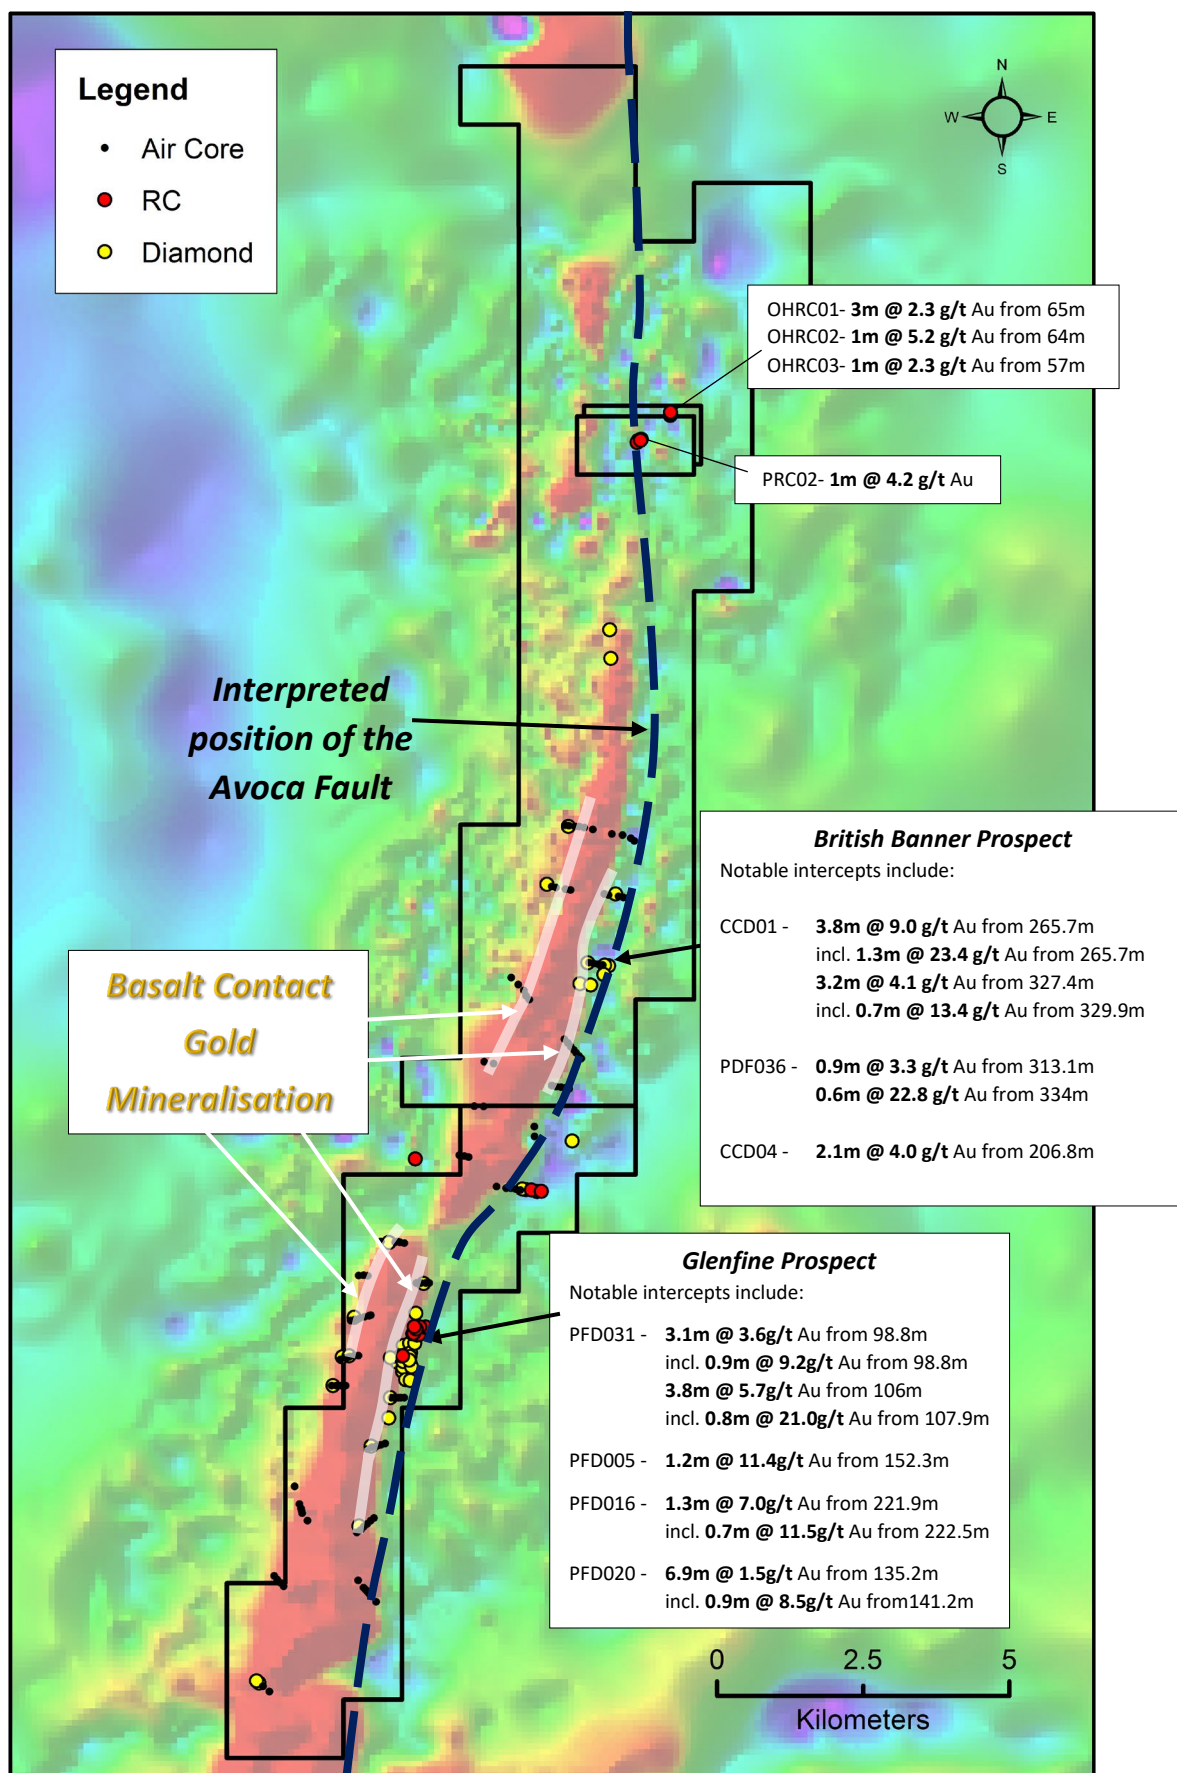 Legend
Air Core
RC
Diamond
N
W
E
S
OHRC01- 3m @ 2.3 g/t Au from 65m
OHRC02- 1m @ 5.2 g/t Au from 64m
OHRC03- 1m @ 2.3 g/t Au from 57m
PRC02- 1m @ 4.2 g/t Au
Interpreted
position of the
Avoca Fault
British Banner Prospect
Notable intercepts include:
CCD01 - 3.8m @ 9.0 g/t Au from 265.7m
incl. 1.3m @ 23.4 g/t Au from 265.7m
3.2m @ 4.1 g/t Au from 327.4m
incl. 0.7m @ 13.4 g/t Au from 329.9m
PDF036 - 0.9m @ 3.3 g/t Au from 313.1m
0.6m @ 22.8 g/t Au from 334m
CCD04 - 2.1m @ 4.0 g/t Au from 206.8m
Basalt Contact
Gold
Mineralisation
Glenfine Prospect
Notable intercepts include:
PFD031 - 3.1m @ 3.6g/t Au from 98.8m
incl. 0.9m @ 9.2g/t Au from 98.8m
3.8m @ 5.7g/t Au from 106m
incl. 0.8m @ 21.0g/t Au from 107.9m
PFD005 - 1.2m @ 11.4g/t Au from 152.3m
PFD016 - 1.3m @ 7.0g/t Au from 221.9m
incl. 0.7m @ 11.5g/t Au from 222.5m
PFD020 - 6.9m @ 1.5g/t Au from 135.2m
incl. 0.9m @ 8.5g/t Au from141.2m
0 2.5 5
Kilometers